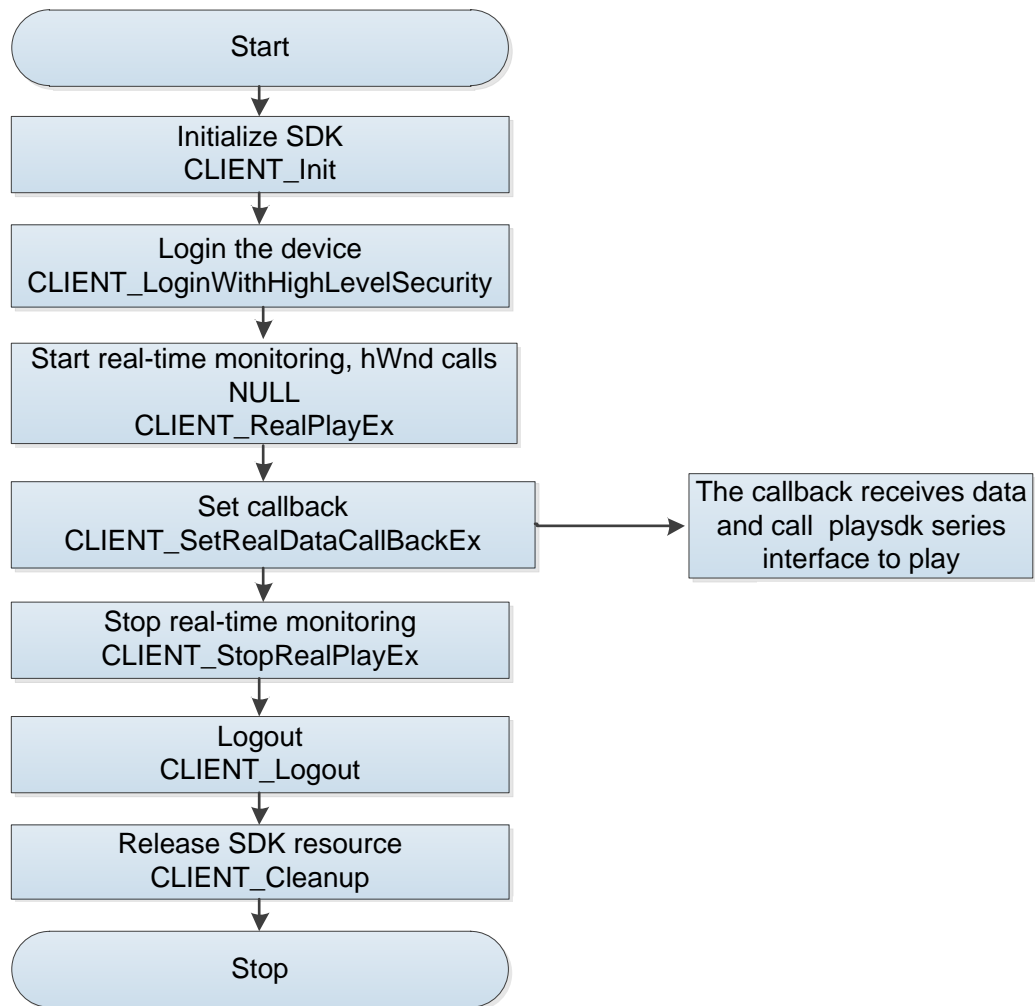 Start
Initialize SDK
CLIENT_Init
Login the device
CLIENT_LoginWithHighLevelSecurity
Start real-time monitoring, hWnd calls
NULL
CLIENT_RealPlayEx
Set callback
CLIENT_SetRealDataCallBackEx
The callback receives data
and call  playsdk series
interface to play
Stop real-time monitoring
CLIENT_StopRealPlayEx
Logout
CLIENT_Logout
Release SDK resource
CLIENT_Cleanup
Stop